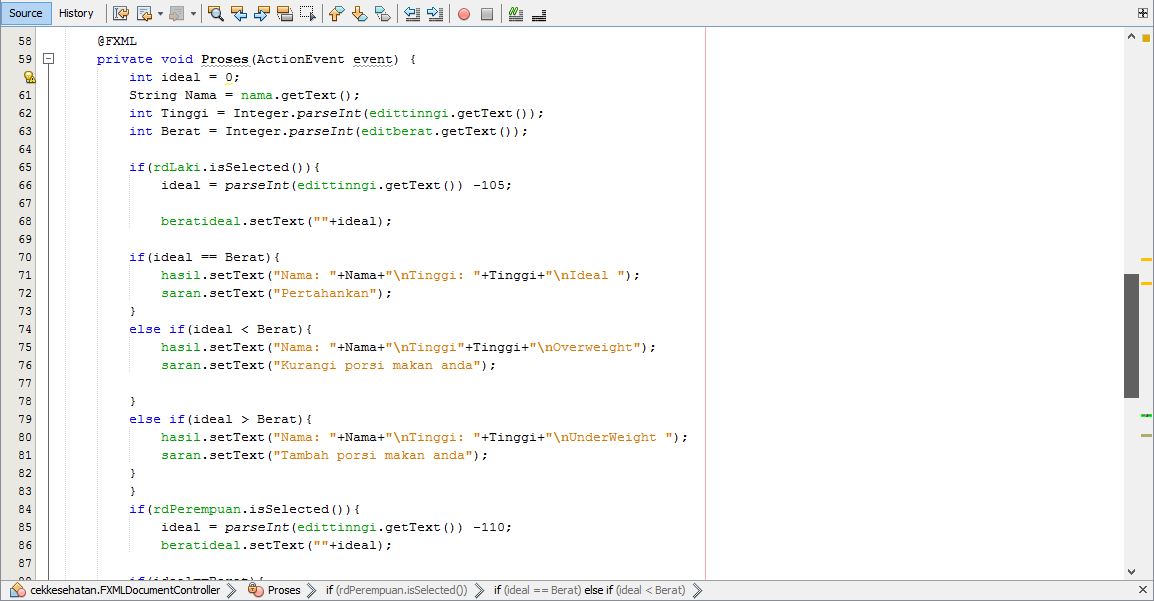 Source History
58 @FXML
59 private void Proses(ActionEvent event) {
int ideal = 0;
61 String Nama = nama.getText();
62 int Tinggi = Integer.parseInt(edittinngi.getText());
63 int Berat = Integer.parseInt(editberat.getText());
64
65 if(rdLaki.isSelected()){
66 ideal = parseInt(edittinngi.getText()) -105;
67
68 beratideal.setText(""+ideal);
69
70 if(ideal == Berat){
71 hasil.setText("Nama: "+Nama+"\nTinggi: "+Tinggi+"\nIdeal ");
72 saran.setText("Pertahankan");
73 }
74 else if(ideal < Berat){
75 hasil.setText("Nama: "+Nama+"\nTinggi"+Tinggi+"\nOverweight");
76 saran.setText("Kurangi porsi makan anda");
77
78 }
79 else if(ideal > Berat){
80 hasil.setText("Nama: "+Nama+"\nTinggi: "+Tinggi+"\nUnderWeight ");
81 saran.setText("Tambah porsi makan anda");
82 }
83 }
84 if(rdPerempuan.isSelected()){
85 ideal = parseInt(edittinngi.getText()) -110;
86 beratideal.setText(""+ideal);
87
88 if(ideal==Berat){
cekkesehatan.FXMLDocumentController Proses if (rdPerempuan.isSelected()) if (ideal == Berat) else if (ideal < Berat)